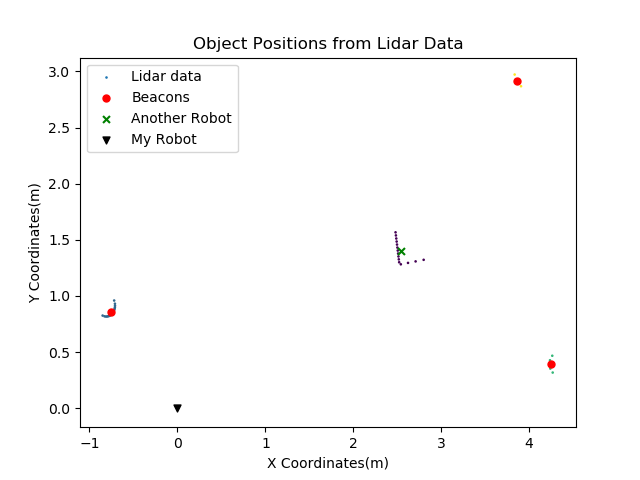 Object Positions from Lidar Data
Lidar data
Beacons
Another Robot
My Robot
3.0
2.5
2.0
1.5
1.0
0.5
0.0
Y Coordinates(m)
−1
0
1
2
3
4
X Coordinates(m)